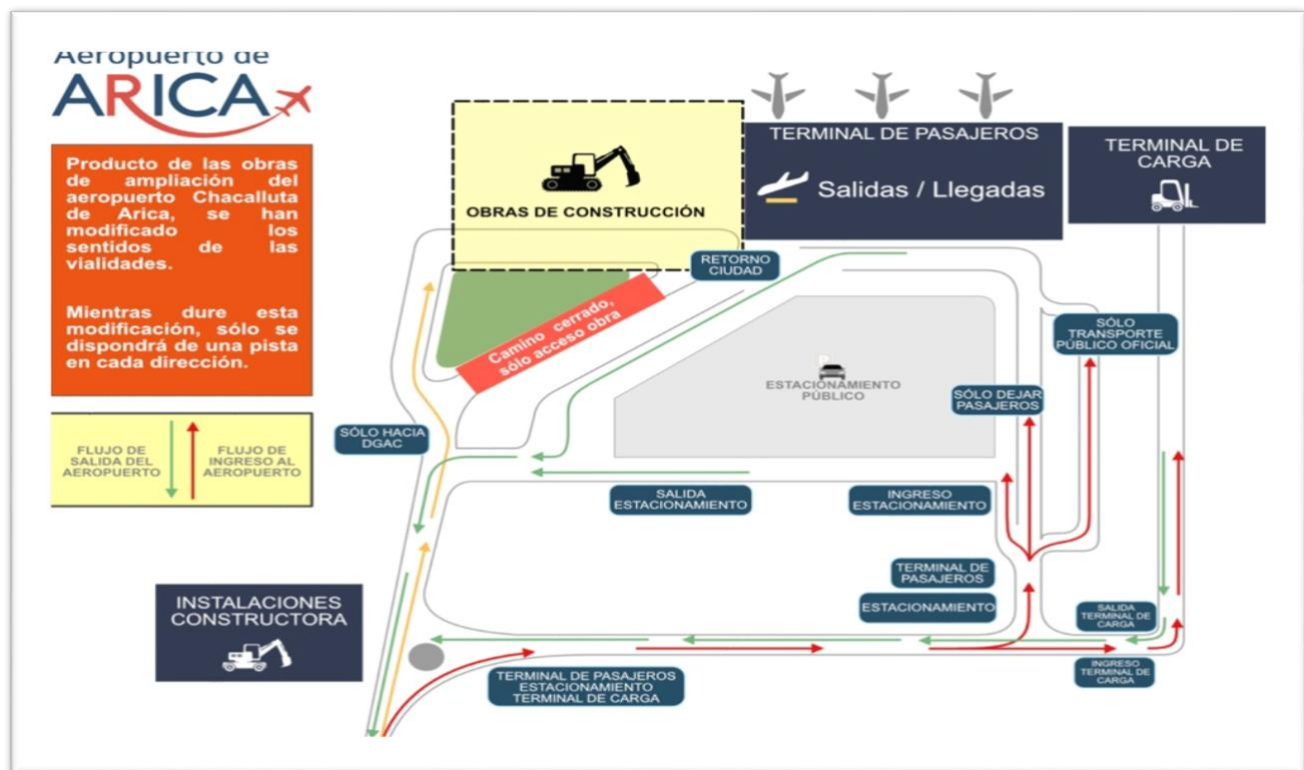 Aeropuerto de
ARICA
Producto de las obras
de ampliación del
aeropuerto Chacalluta
de Arica, se han
modificado los
sentidos de las
vialidades.
Mientras dure esta
modificación, sólo se
dispondrá de una pista
en cada dirección.
FLUJO DE
SALIDA DEL
AEROPUERTO
FLUJO DE
INGRESO AL
AEROPUERTO
OBRAS DE CONSTRUCCIÓN
TERMINAL DE PASAJEROS
Salidas / Llegadas
TERMINAL DE
CARGA
RETORNO
CIUDAD
Camino cerrado,
sólo acceso obra
SÓLO
TRANSPORTE
PÚBLICO OFICIAL
ESTACIONAMIENTO
PÚBLICO
SÓLO DEJAR
PASAJEROS
SÓLO HACIA
DGAC
SALIDA
ESTACIONAMIENTO
INGRESO
ESTACIONAMIENTO
TERMINAL DE
PASAJEROS
ESTACIONAMIENTO
INSTALACIONES
CONSTRUCTORA
SALIDA
TERMINAL DE
CARGA
TERMINAL DE PASAJEROS
ESTACIONAMIENTO
TERMINAL DE CARGA
INGRESO
TERMINAL DE
CARGA